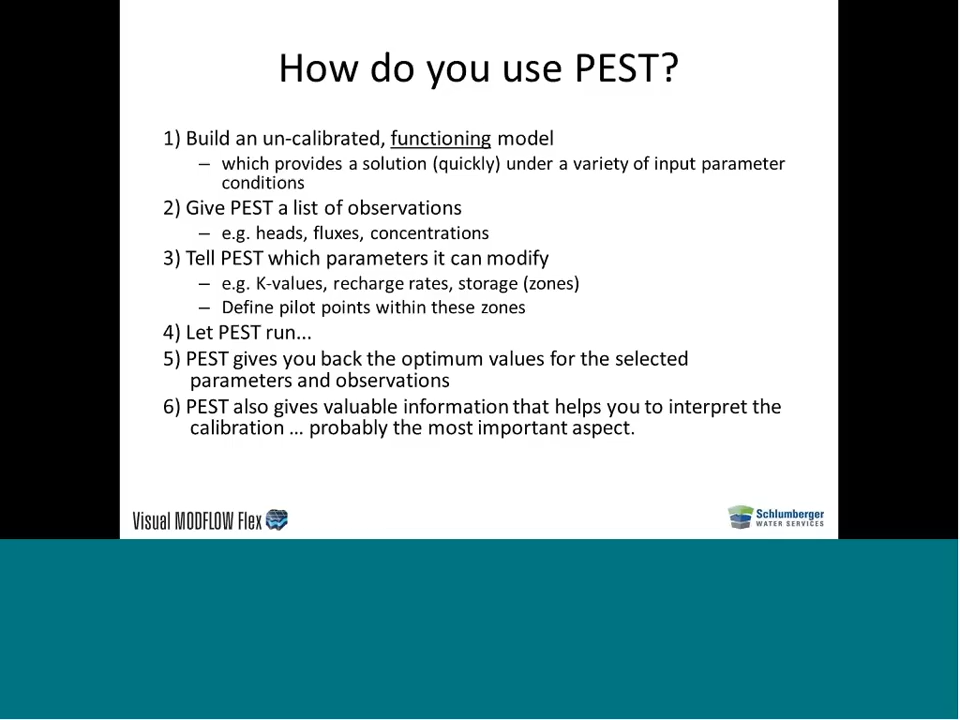 How do you use PEST?
1) Build an un-calibrated, functioning model
– which provides a solution (quickly) under a variety of input parameter
conditions
2) Give PEST a list of observations
– e.g. heads, fluxes, concentrations
3) Tell PEST which parameters it can modify
– e.g. K-values, recharge rates, storage (zones)
– Define pilot points within these zones
4) Let PEST run...
5) PEST gives you back the optimum values for the selected
parameters and observations
6) PEST also gives valuable information that helps you to interpret the
calibration … probably the most important aspect.
Visual MODFLOW Flex
Schlumberger
WATER SERVICES